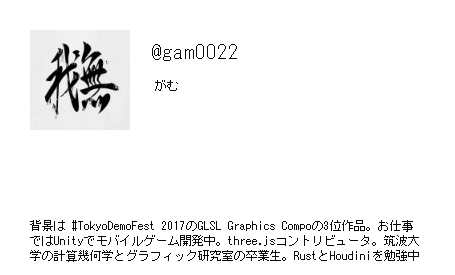 我無
@gam0022
がむ
背景は #TokyoDemoFest 2017のGLSL Graphics Compoの3位作品。お仕事
ではUnityでモバイルゲーム開発中。three.jsコントリビュータ。筑波大
学の計算幾何学とグラフィック研究室の卒業生。RustとHoudiniを勉強中